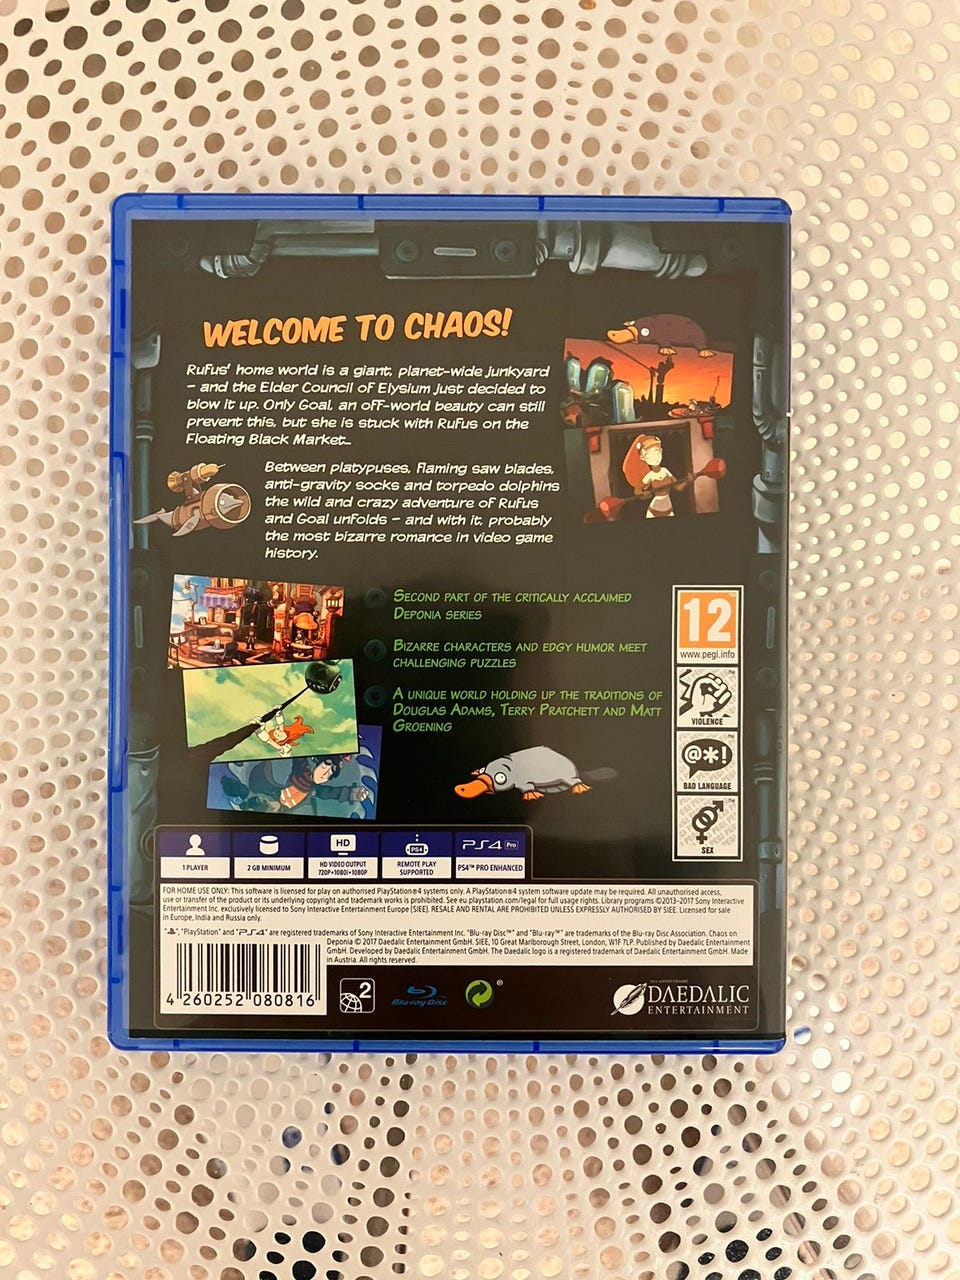 WELCOME TO CHAOS!
Rufus' home world is a giant, planet-wide junkyard
– and the Elder Council of Elysium just decided to
blow it up. Only Goal, an off-world beauty can still
prevent this, but she is stuck with Rufus on the
Floating Black Market...
Between platypuses, flaming saw blades,
anti-gravity socks and torpedo dolphins
the wild and crazy adventure of Rufus
and Goal unfolds – and with it, probably
the most bizarre romance in video game
history.
Second part of the critically acclaimed
Deponia series
Bizarre characters and edgy humor meet
challenging puzzles
A unique world holding up the traditions of
Douglas Adams, Terry Pratchett and Matt
Groening
12
www.pegi.info
VIOLENCE
@*!
BAD LANGUAGE
SEX
1 PLAYER
2 GB MINIMUM
HD
HD VIDEO OUTPUT
720P•1080i•1080P
PS4
REMOTE PLAY
SUPPORTED
PS4 Pro
PS4™ PRO ENHANCED
FOR HOME USE ONLY: This software is licensed for play on authorised PlayStation®4 systems only. A PlayStation®4 system software update may be required. All unauthorised access,
use or transfer of the product or its underlying copyright and trademark works is prohibited. See eu.playstation.com/legal for full usage rights. Library programs ©2013-2017 Sony Interactive
Entertainment Inc. exclusively licensed to Sony Interactive Entertainment Europe (SIEE). RESALE AND RENTAL ARE PROHIBITED UNLESS EXPRESSLY AUTHORISED BY SIEE. Licensed for sale
in Europe, India and Russia only.
" ", "PlayStation" and "PS4" are registered trademarks of Sony Interactive Entertainment Inc. "Blu-ray Disc™" and "Blu-ray™" are trademarks of the Blu-ray Disc Association. Chaos on
Deponia © 2017 Daedalic Entertainment GmbH. SIEE, 10 Great Marlborough Street, London, W1F 7LP. Published by Daedalic Entertainment
GmbH. Developed by Daedalic Entertainment GmbH. The Daedalic logo is a registered trademark of Daedalic Entertainment GmbH. Made
in Austria. All rights reserved.
4 260252 080816
2
Blu-ray Disc
®
DAEDALIC
ENTERTAINMENT